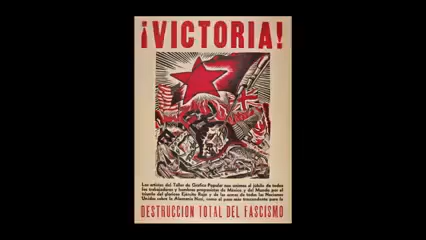 ¡VICTORIA!
Los artistas del Taller de Gráfica Popular nos unimos al júbilo de todos
los trabajadores y hombres progresistas de México y del Mundo por el
triunfo del glorioso Ejército Rojo y de las armas de todas las Naciones
Unidas sobre la Alemania Nazi, como el paso más trascendente para la
DESTRUCCION TOTAL DEL FASCISMO